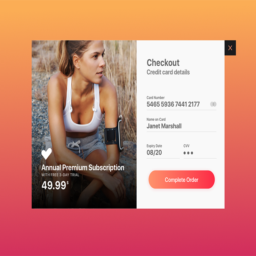 X
Checkout
Credit card details
Card Number
5465 5936 7441 2177
Name on Card
Janet Marshall
Expiry Date
CVV
08/20
***
Complete Order
Annual Premium Subscription
WITH FREE 5 DAY TRIAL
49.99$